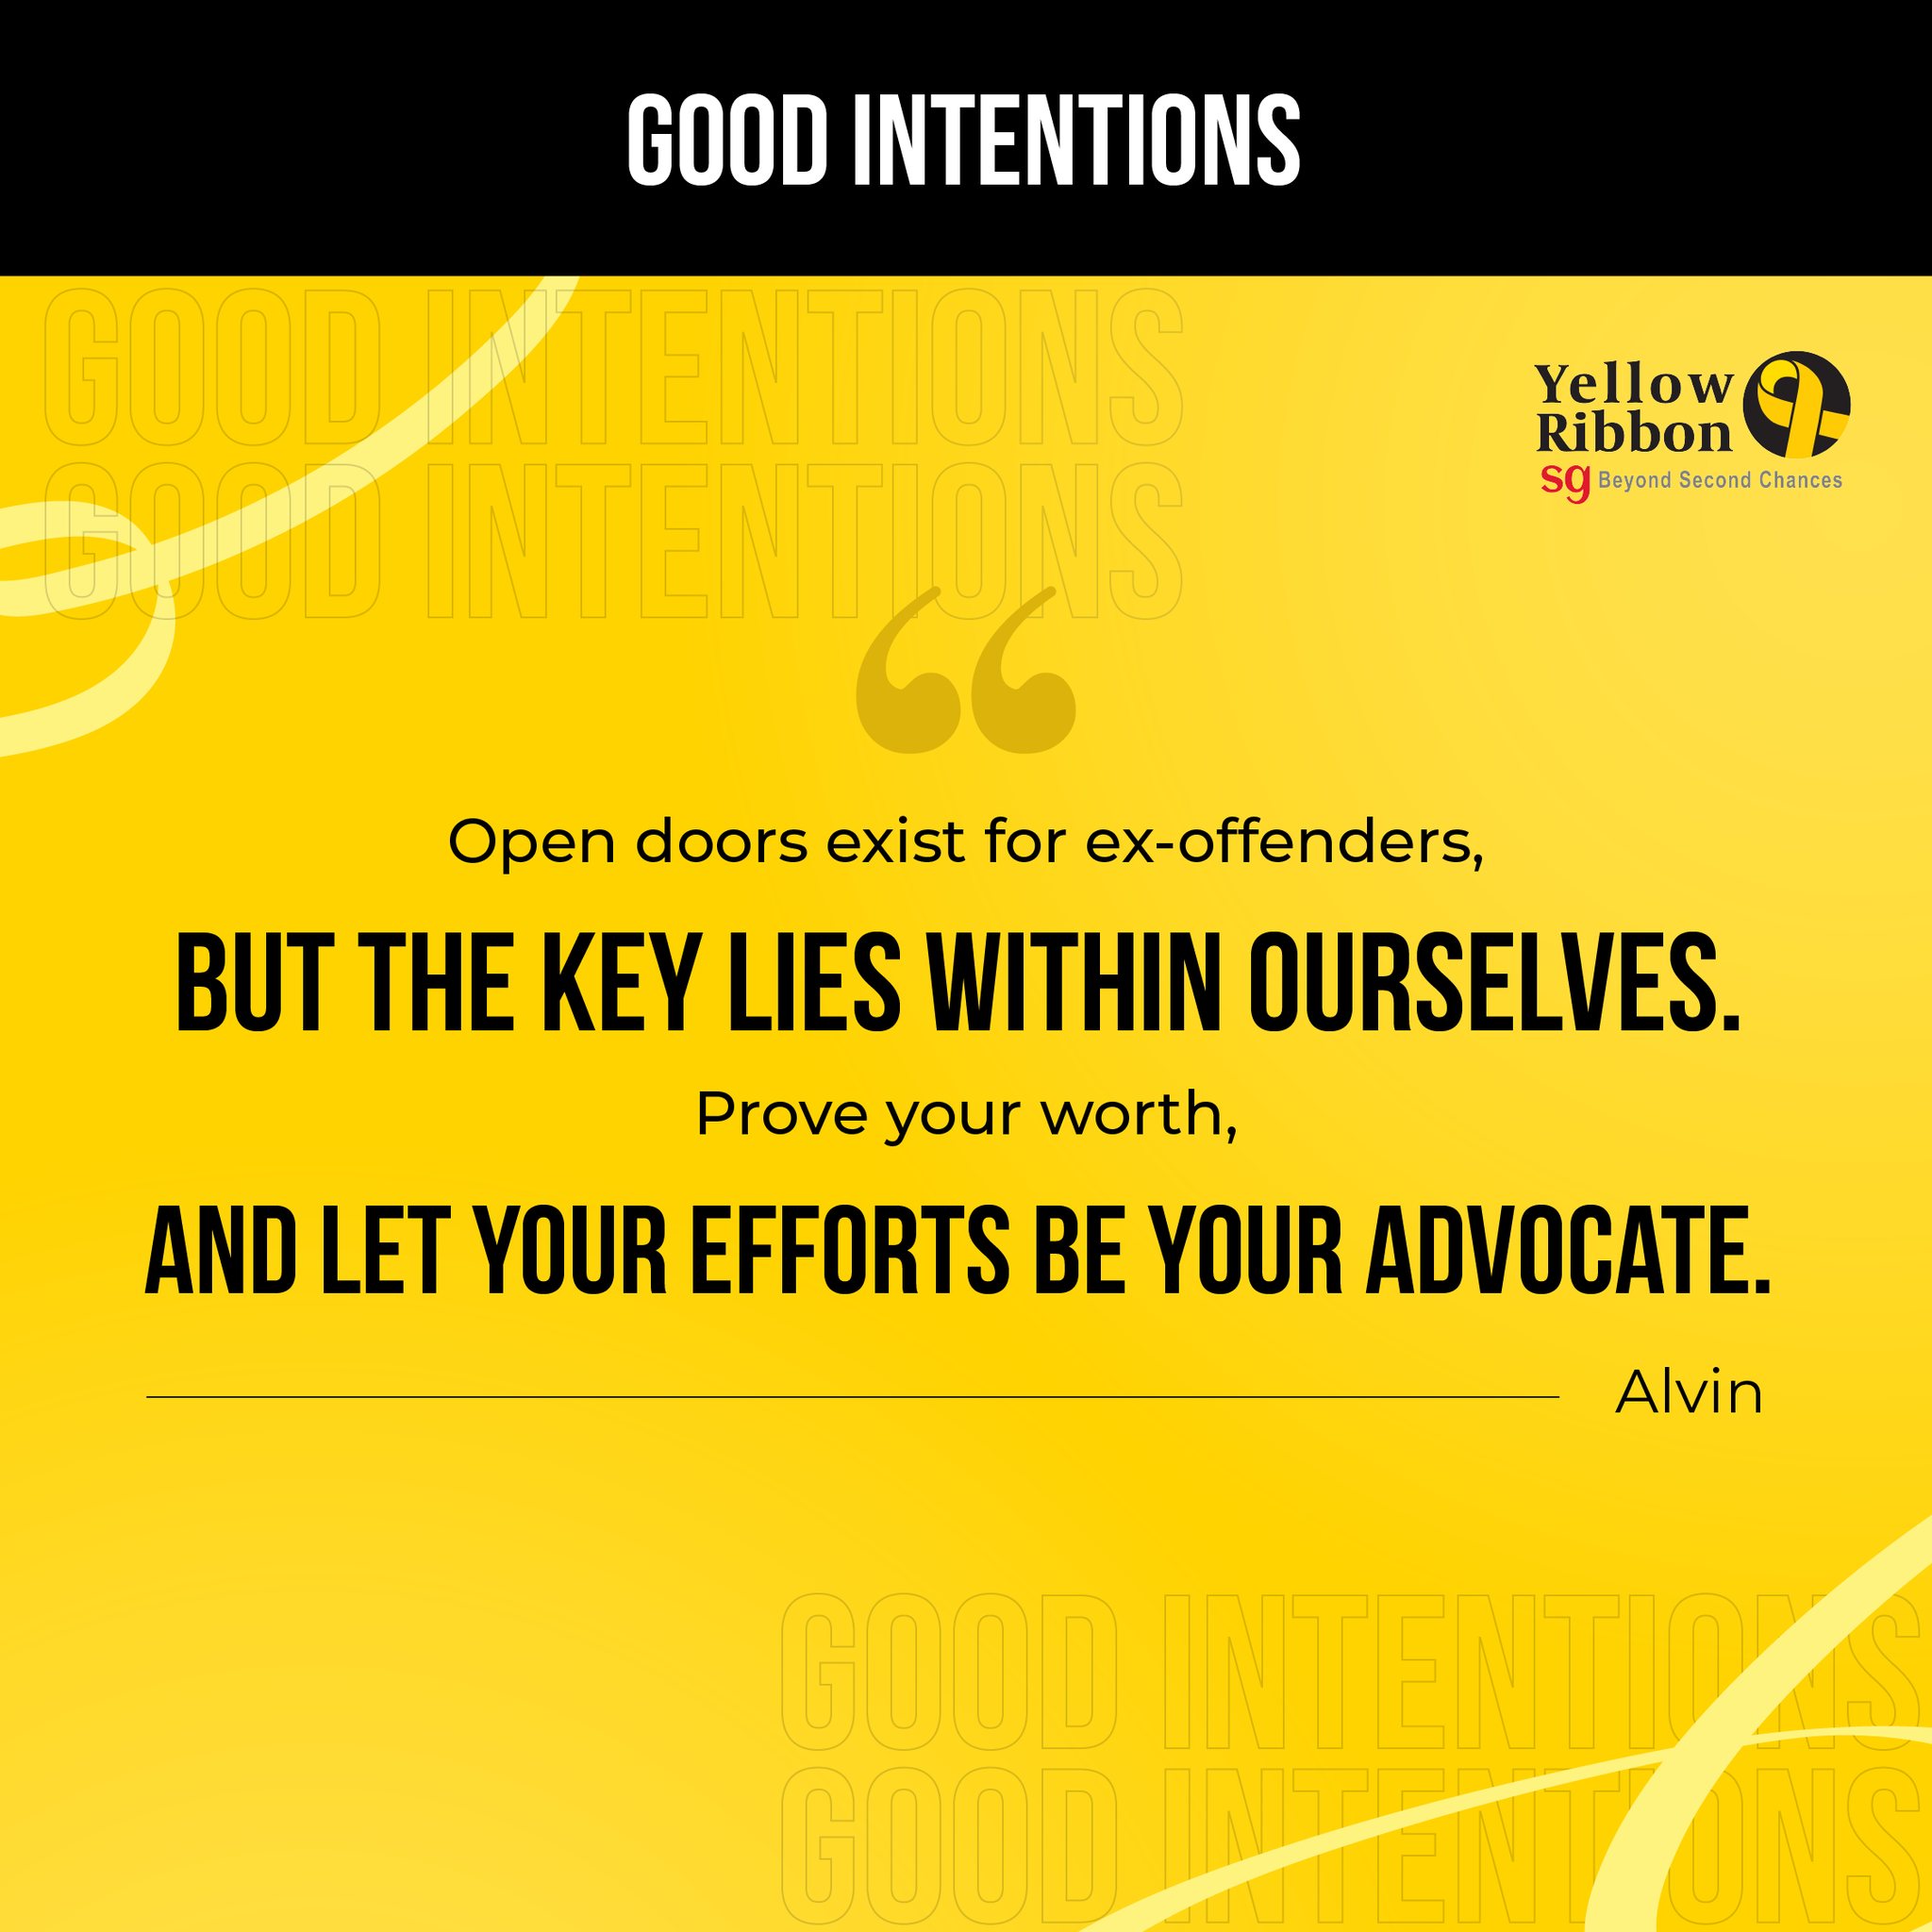 GOOD INTENTIONS
GOOD INTENTIONS
GOOD INTENTIONS
Yellow
Ribbon
sg Beyond Second Chances
“
Open doors exist for ex-offenders,
BUT THE KEY LIES WITHIN OURSELVES.
Prove your worth,
AND LET YOUR EFFORTS BE YOUR ADVOCATE.
Alvin
GOOD INTENTIONS
GOOD INTENTIONS